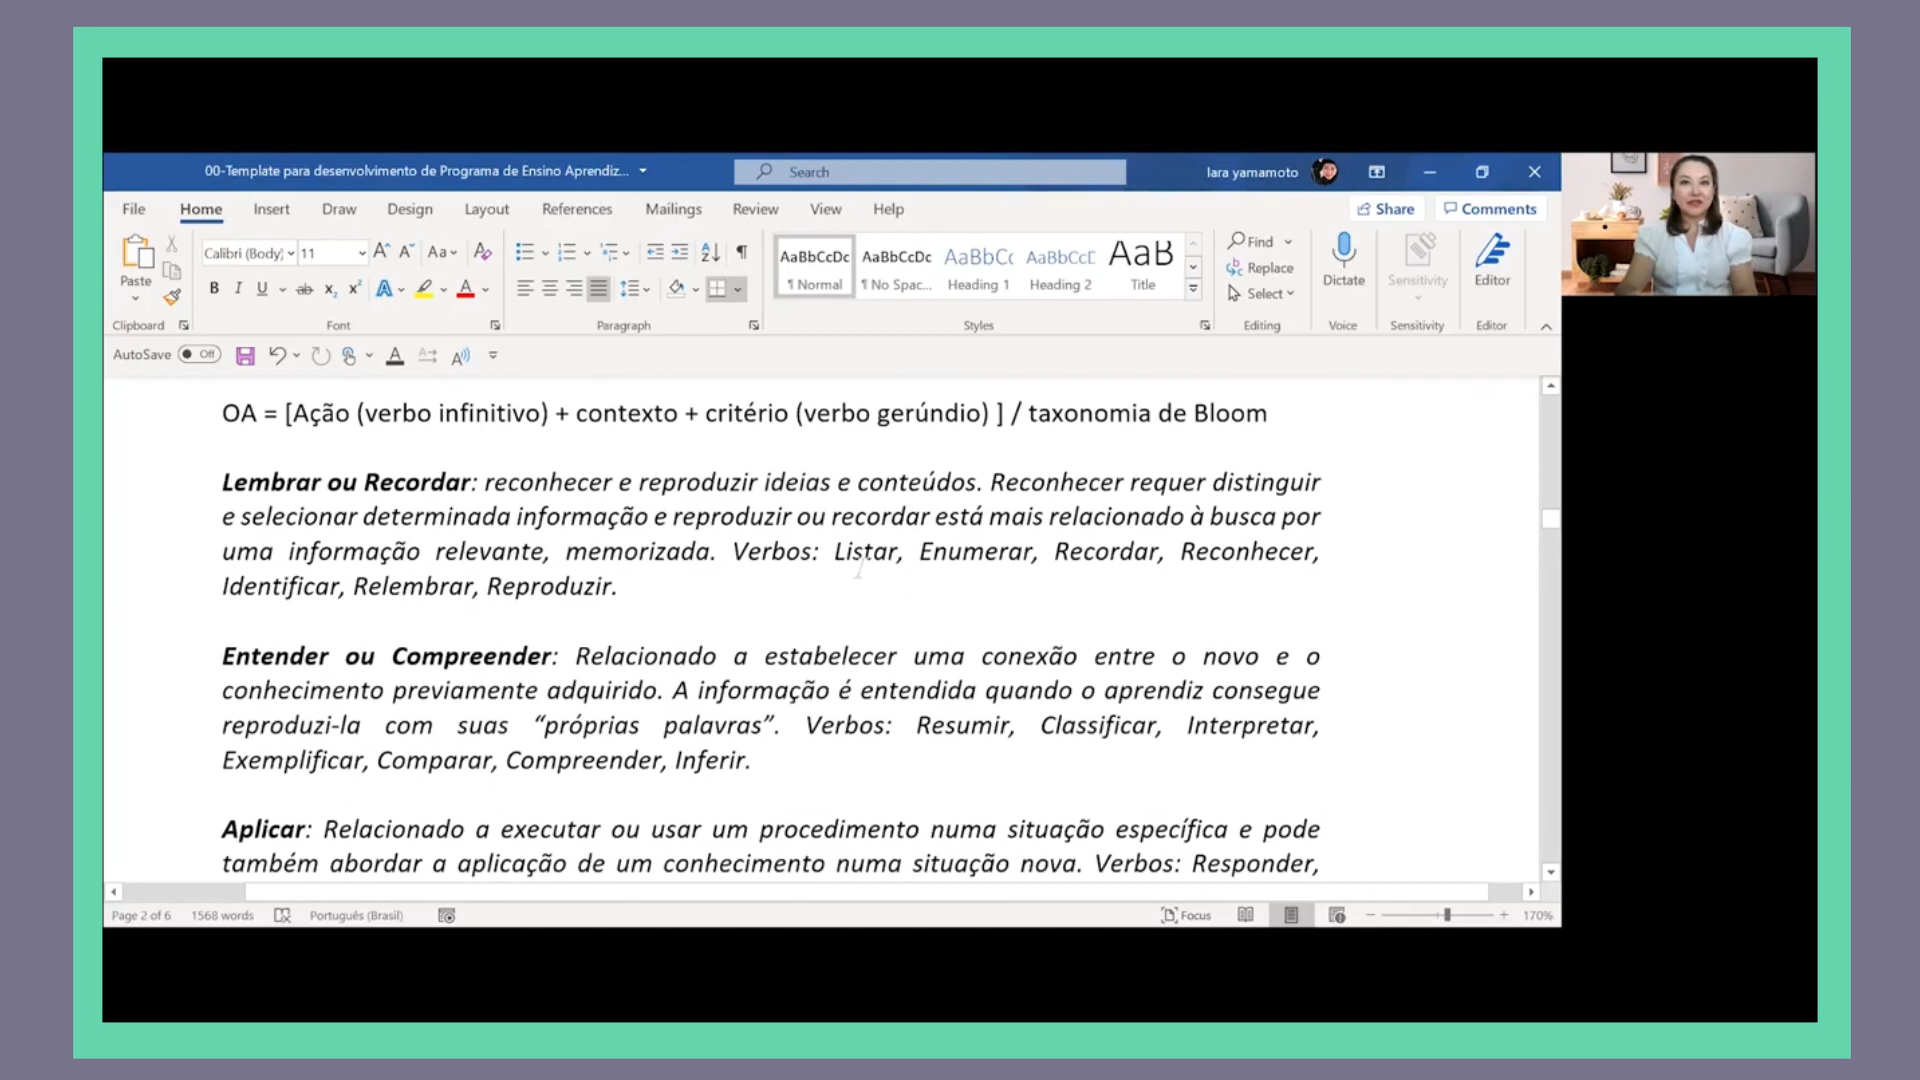 00-Template para desenvolvimento de Programa de Ensino Aprendiz...
Search
Iara yamamoto
File Home Insert Draw Design Layout References Mailings Review View Help
Share Comments
Paste
Calibri (Body) 11
B I U ab
AaBbCcDc AaBbCcDc AaBbCc AaBbCcC AaB
¶ Normal ¶ No Spac... Heading 1 Heading 2 Title
Find
Replace
Select
Dictate
Sensitivity
Editor
Clipboard Font Paragraph Styles Editing Voice Sensitivity Editor
AutoSave Off
OA = [Ação (verbo infinitivo) + contexto + critério (verbo gerúndio) ] / taxonomia de Bloom
Lembrar ou Recordar: reconhecer e reproduzir ideias e conteúdos. Reconhecer requer distinguir
e selecionar determinada informação e reproduzir ou recordar está mais relacionado à busca por
uma informação relevante, memorizada. Verbos: Listar, Enumerar, Recordar, Reconhecer,
Identificar, Relembrar, Reproduzir.
Entender ou Compreender: Relacionado a estabelecer uma conexão entre o novo e o
conhecimento previamente adquirido. A informação é entendida quando o aprendiz consegue
reproduzi-la com suas “próprias palavras”. Verbos: Resumir, Classificar, Interpretar,
Exemplificar, Comparar, Compreender, Inferir.
Aplicar: Relacionado a executar ou usar um procedimento numa situação específica e pode
também abordar a aplicação de um conhecimento numa situação nova. Verbos: Responder,
Page 2 of 6 1568 words Português (Brasil) Focus 170%